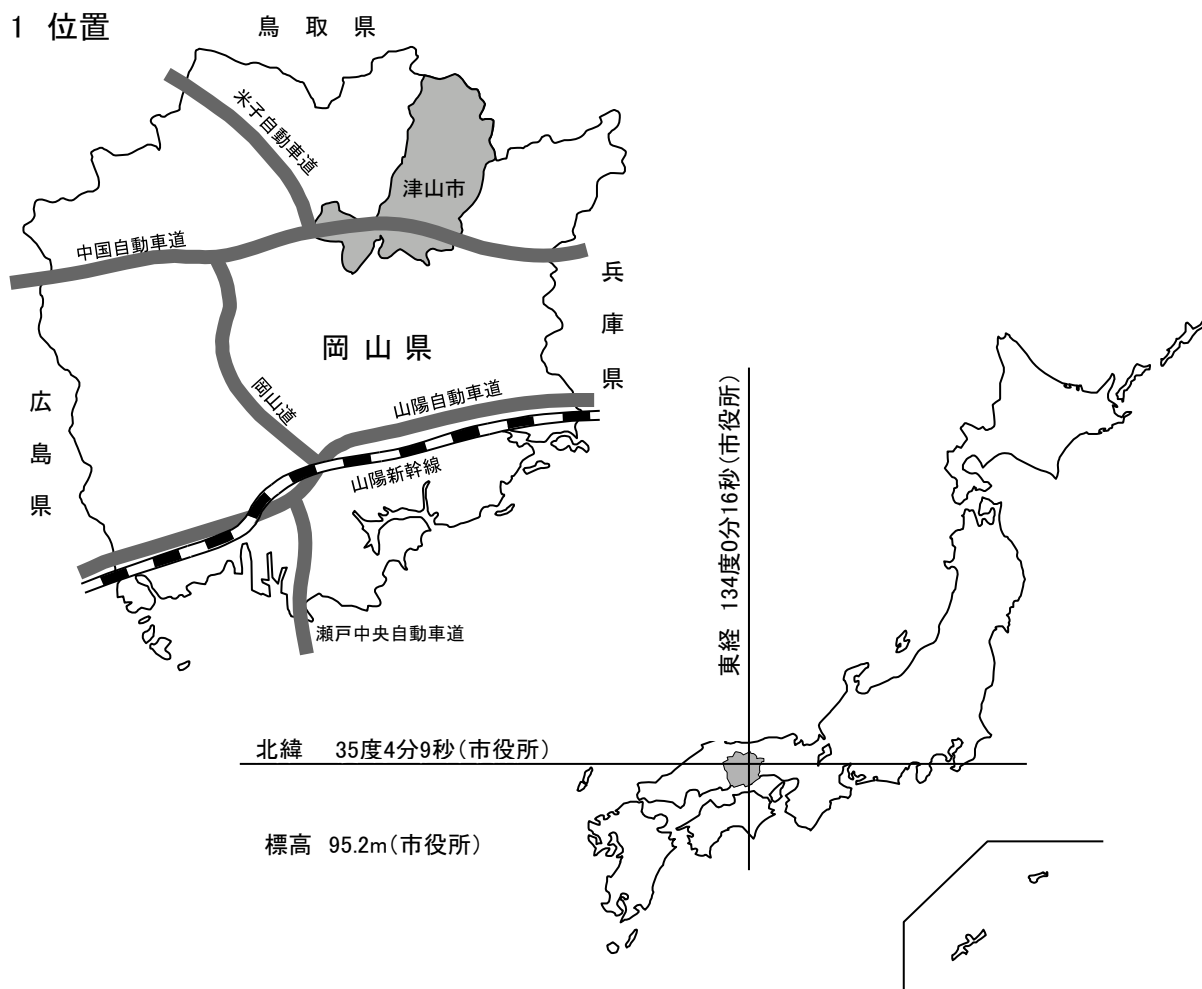 1 位置
鳥取県
米子自動車道
津山市
中国自動車道
兵庫県
岡山県
広島県
岡山道
山陽自動車道
山陽新幹線
瀬戸中央自動車道
東経 134度0分16秒(市役所)
北緯 35度4分9秒(市役所)
標高 95.2m(市役所)